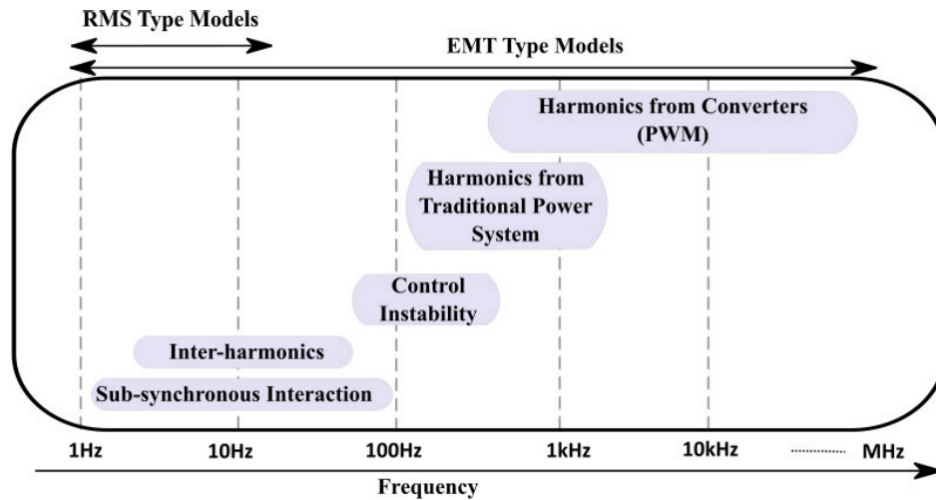 RMS Type Models
EMT Type Models
Harmonics from Converters
(PWM)
Harmonics from
Traditional Power
System
Control
Instability
Inter-harmonics
Sub-synchronous Interaction
1Hz 10Hz 100Hz 1kHz 10kHz MHz
Frequency